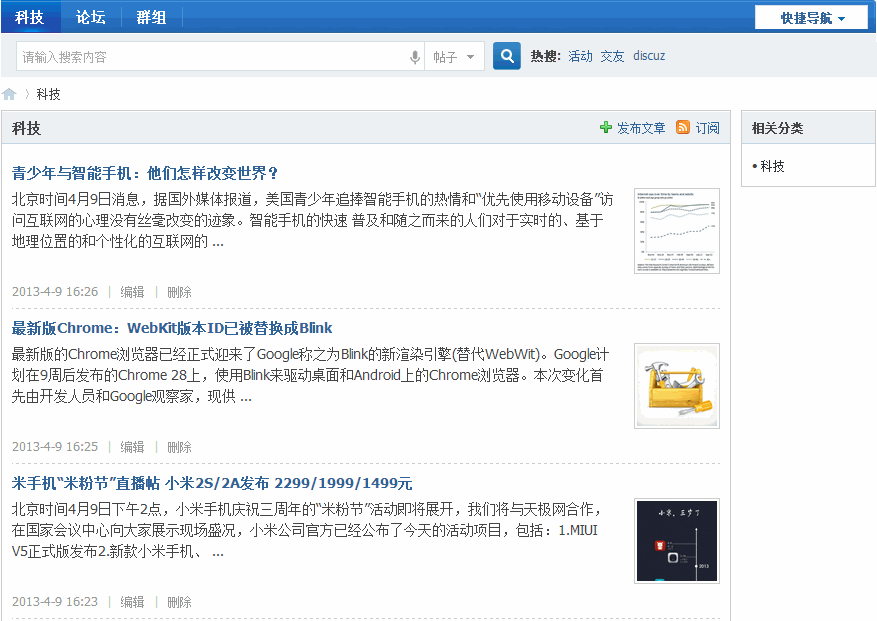 科技 论坛 群组 快捷导航
请输入搜索内容 帖子 热搜: 活动 交友 discuz
科技
科技 发布文章 订阅
相关分类
科技
青少年与智能手机：他们怎样改变世界？
北京时间4月9日消息，据国外媒体报道，美国青少年追捧智能手机的热情和“优先使用移动设备”访
问互联网的心理没有丝毫改变的迹象。智能手机的快速 普及和随之而来的人们对于实时的、基于
地理位置的和个性化的互联网的 ...
2013-4-9 16:26 | 编辑 | 删除
最新版Chrome：WebKit版本ID已被替换成Blink
最新版的Chrome浏览器已经正式迎来了Google称之为Blink的新渲染引擎(替代WebWit)。Google计
划在9周后发布的Chrome 28上，使用Blink来驱动桌面和Android上的Chrome浏览器。本次变化首
先由开发人员和Google观察家，现供 ...
2013-4-9 16:25 | 编辑 | 删除
米手机“米粉节”直播帖 小米2S/2A发布 2299/1999/1499元
北京时间4月9日下午2点，小米手机庆祝三周年的“米粉节”活动即将展开，我们将与天极网合作，
在国家会议中心向大家展示现场盛况，小米公司官方已经公布了今天的活动项目，包括：1.MIUI
V5正式版发布2.新款小米手机、 ...
2013-4-9 16:23 | 编辑 | 删除
2013